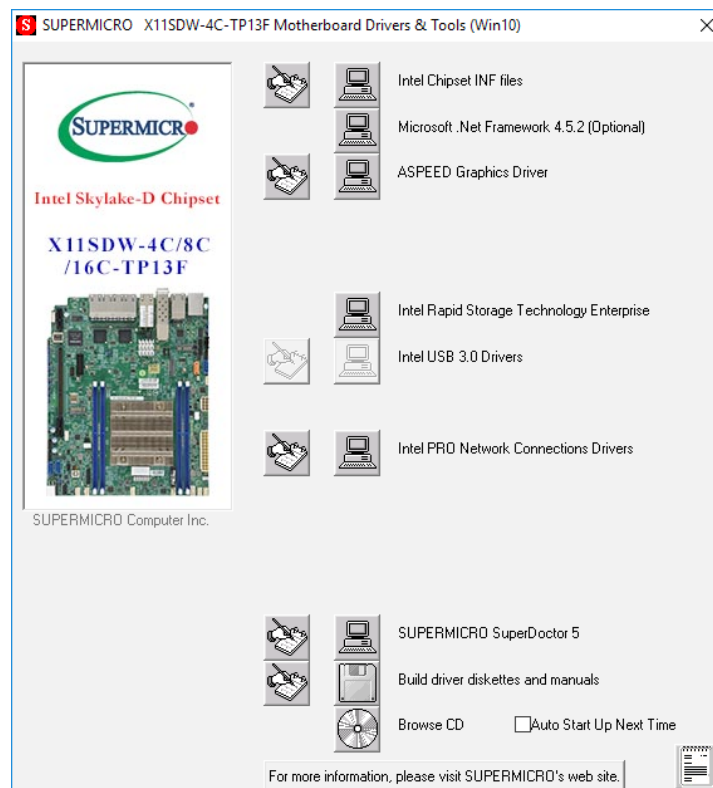 S SUPERMICRO X11SDW-4C-TP13F Motherboard Drivers & Tools (Win10)
SUPERMICRO
Intel Skylake-D Chipset
X11SDW-4C/8C
/16C-TP13F
SUPERMICRO Computer Inc.
Intel Chipset INF files
Microsoft .Net Framework 4.5.2 (Optional)
ASPEED Graphics Driver
Intel Rapid Storage Technology Enterprise
Intel USB 3.0 Drivers
Intel PRO Network Connections Drivers
SUPERMICRO SuperDoctor 5
Build driver diskettes and manuals
Browse CD
Auto Start Up Next Time
For more information, please visit SUPERMICRO's web site.